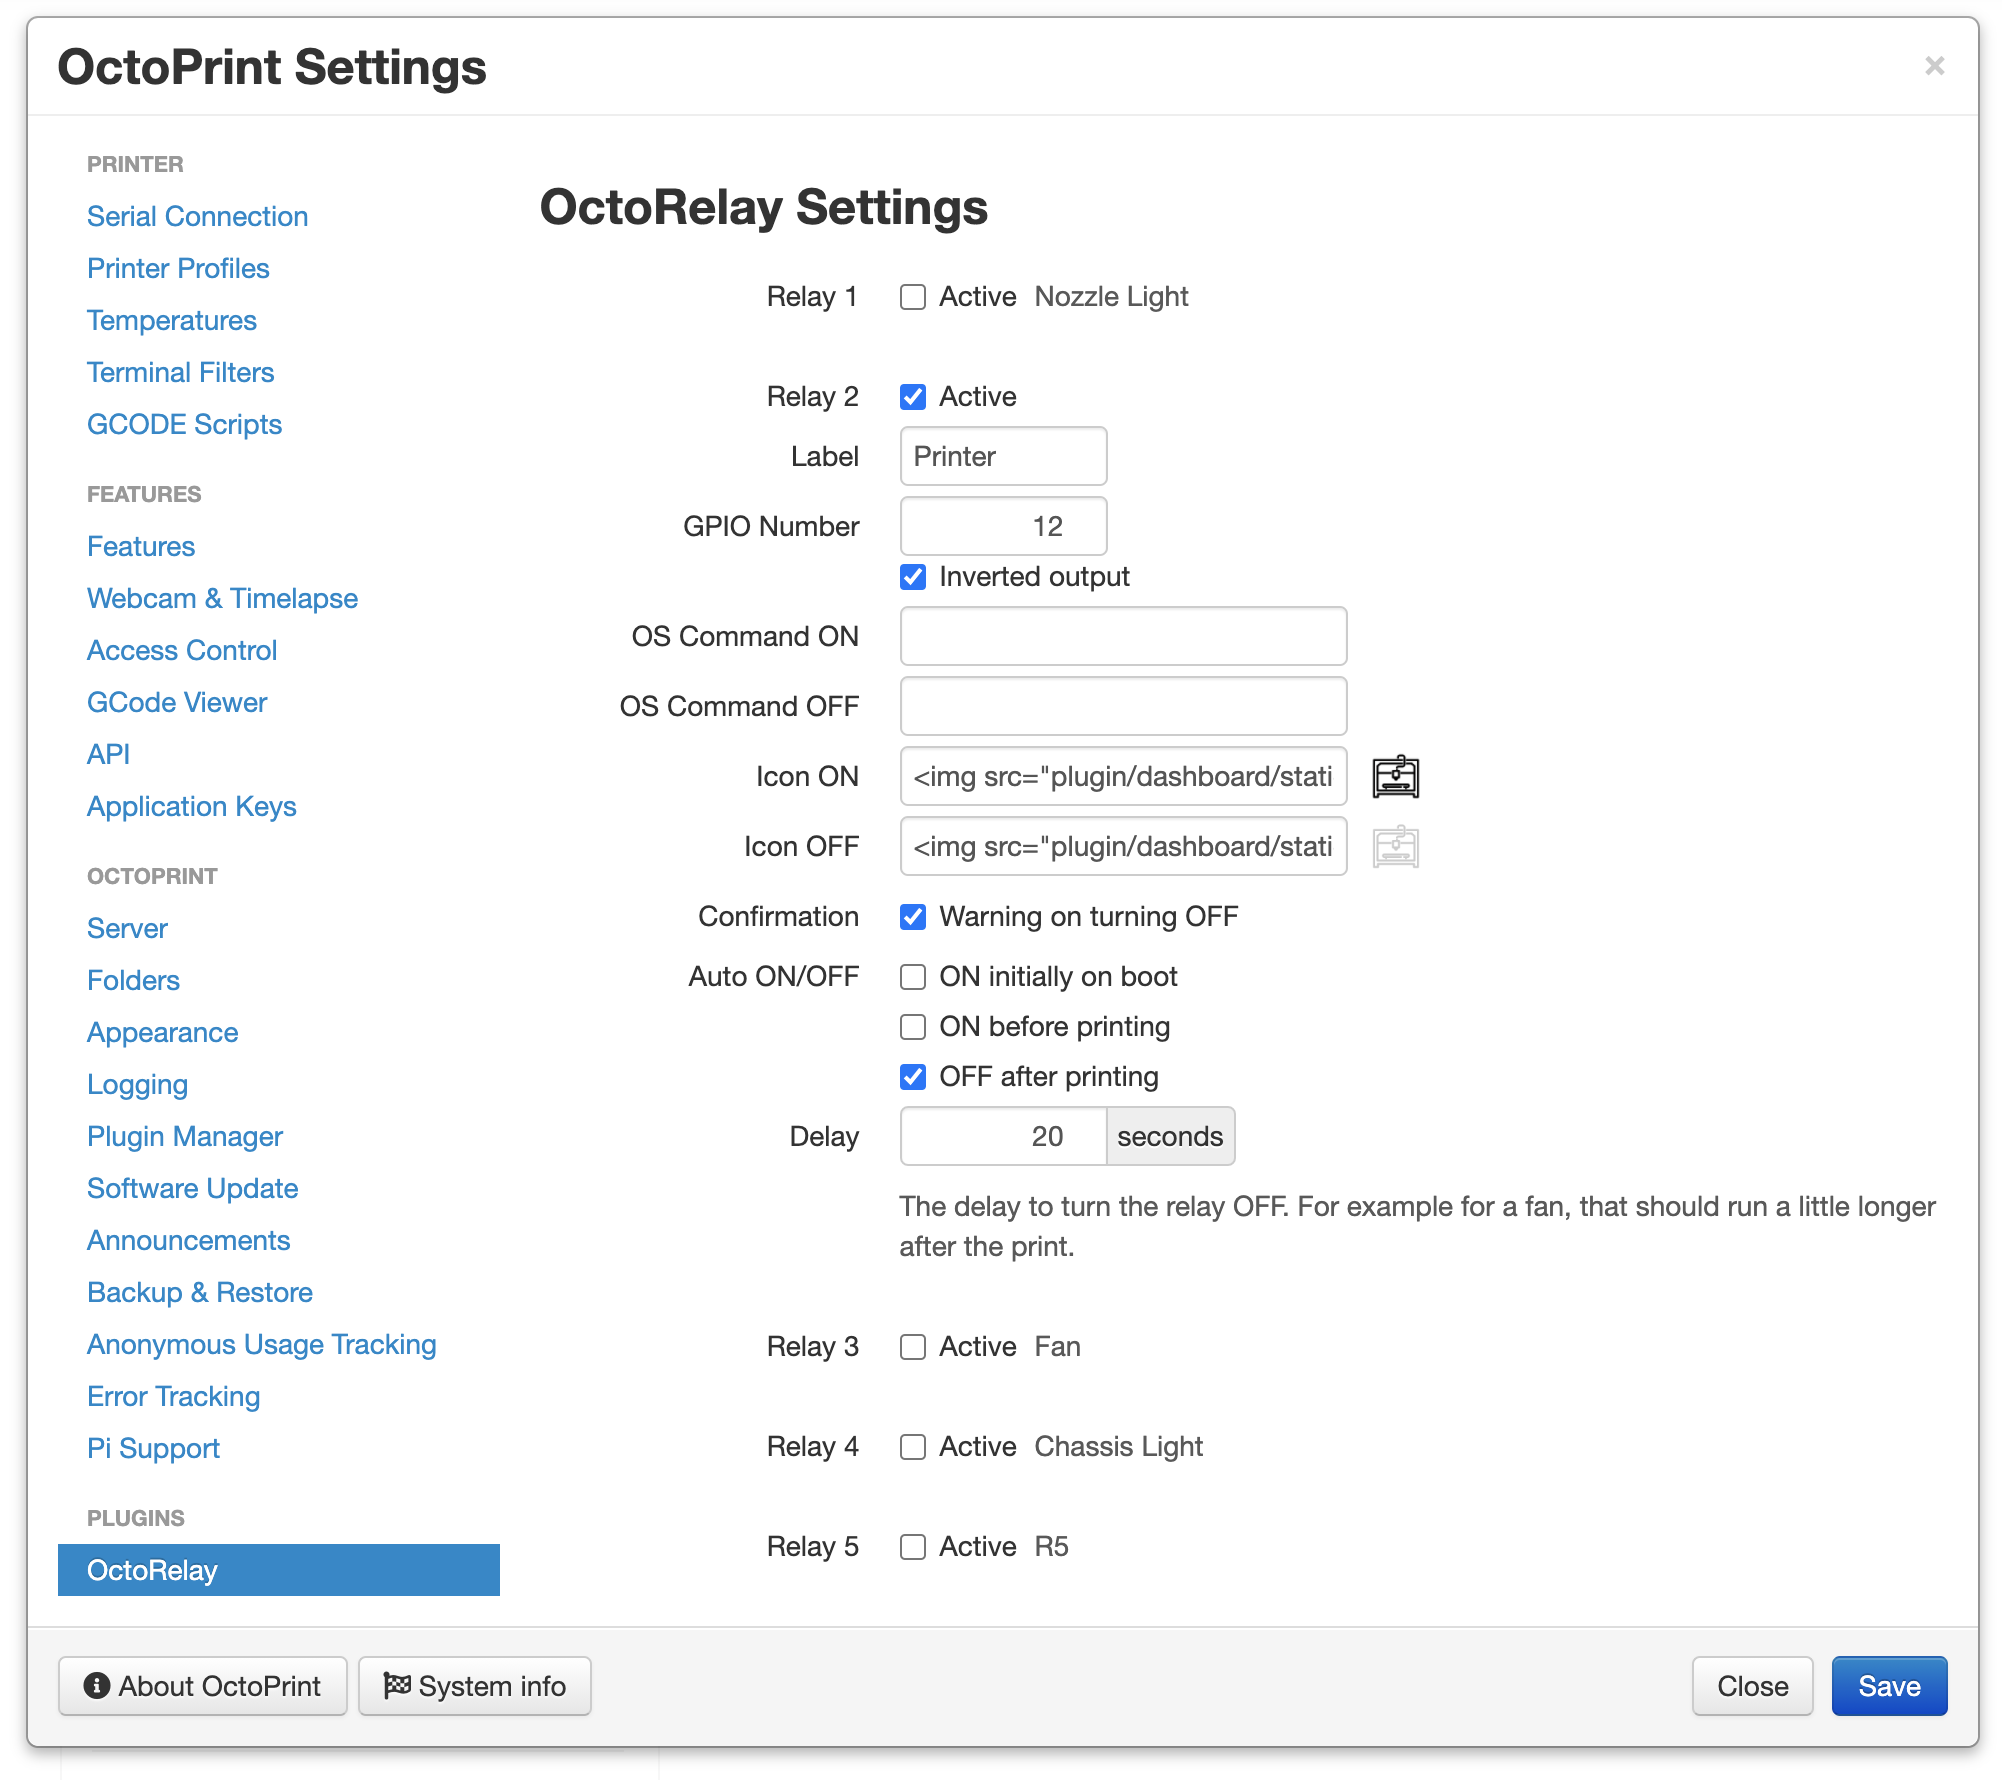 OctoPrint Settings
×
PRINTER
Serial Connection
Printer Profiles
Temperatures
Terminal Filters
GCODE Scripts
FEATURES
Features
Webcam & Timelapse
Access Control
GCode Viewer
API
Application Keys
OCTOPRINT
Server
Folders
Appearance
Logging
Plugin Manager
Software Update
Announcements
Backup & Restore
Anonymous Usage Tracking
Error Tracking
Pi Support
PLUGINS
OctoRelay
OctoRelay Settings
Relay 1 Active Nozzle Light
Relay 2 Active
Label Printer
GPIO Number 12
Inverted output
OS Command ON
OS Command OFF
Icon ON <img src="plugin/dashboard/stati
Icon OFF <img src="plugin/dashboard/stati
Confirmation Warning on turning OFF
Auto ON/OFF ON initially on boot
ON before printing
OFF after printing
Delay 20 seconds
The delay to turn the relay OFF. For example for a fan, that should run a little longer
after the print.
Relay 3 Active Fan
Relay 4 Active Chassis Light
Relay 5 Active R5
About OctoPrint System info Close Save